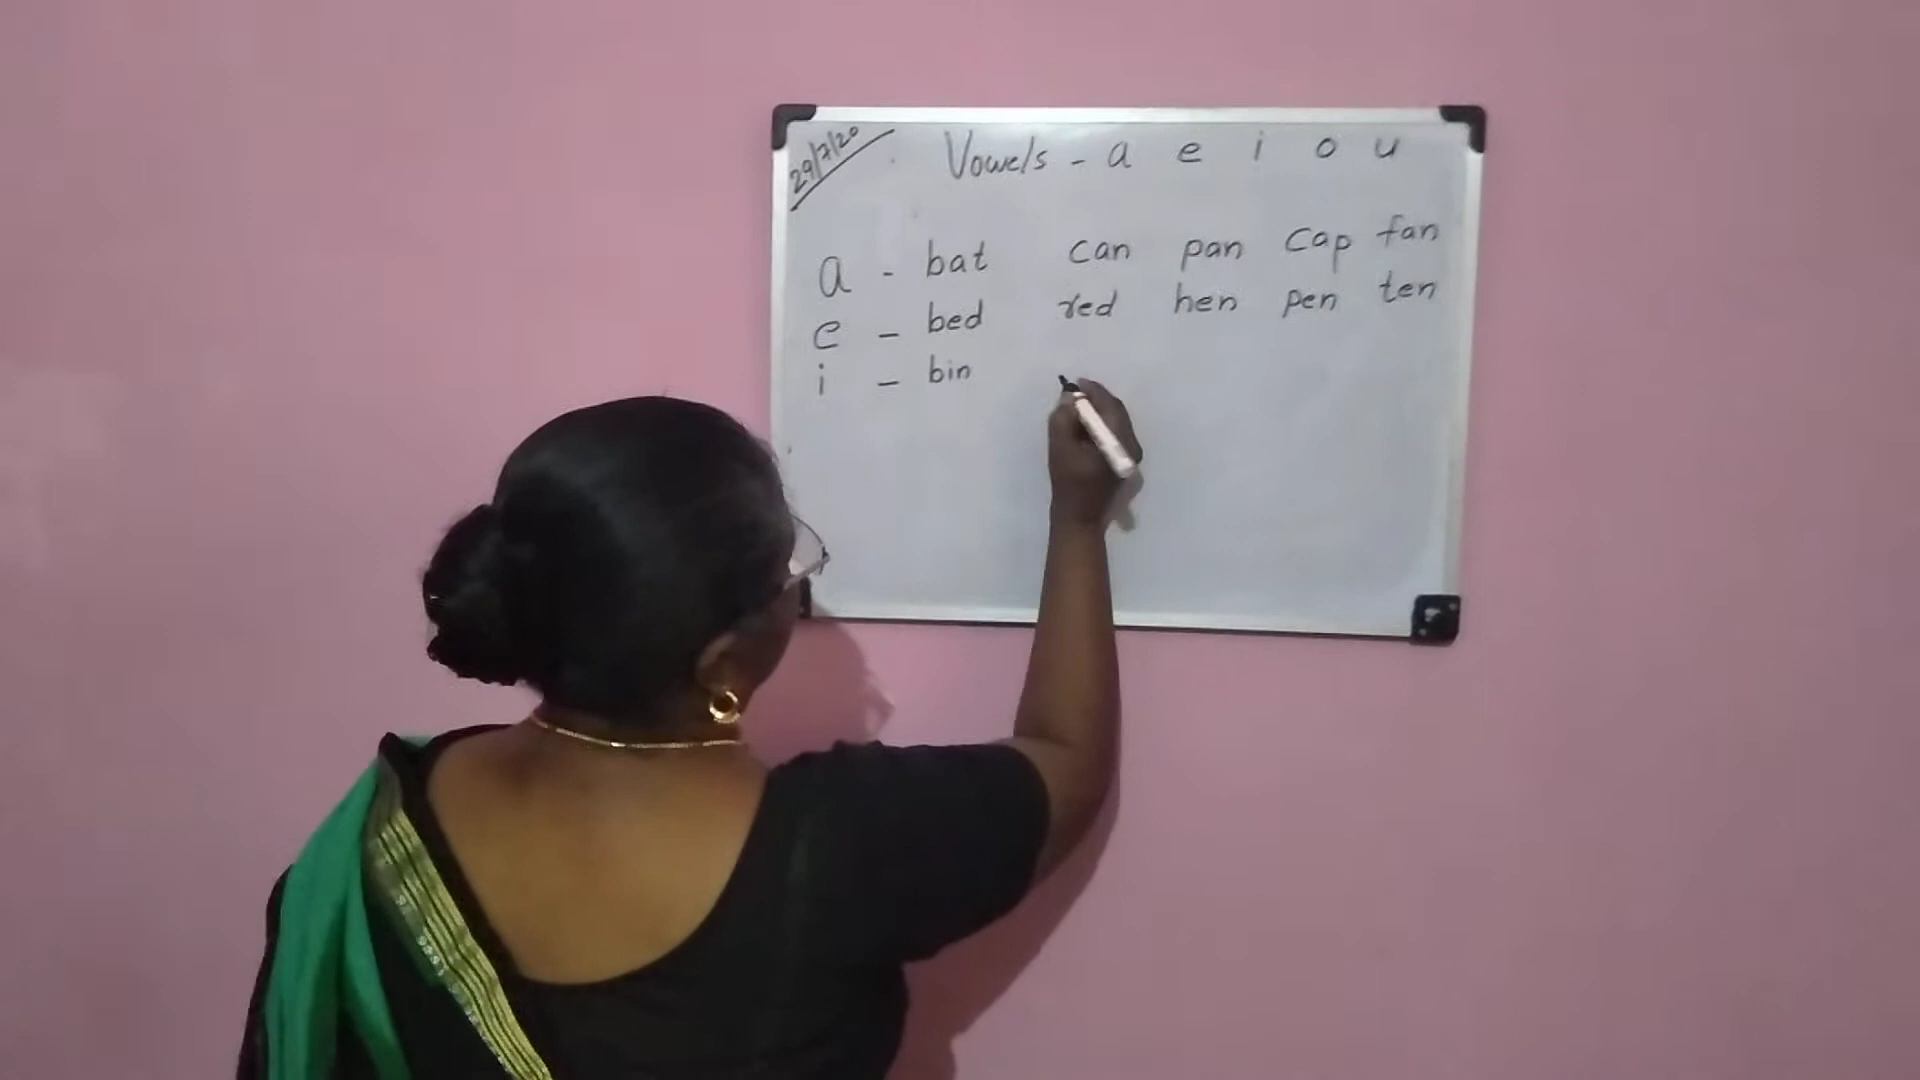 29/7/20
Vowels - a e i o u
a - bat can pan cap fan
e - bed red hen pen ten
i - bin